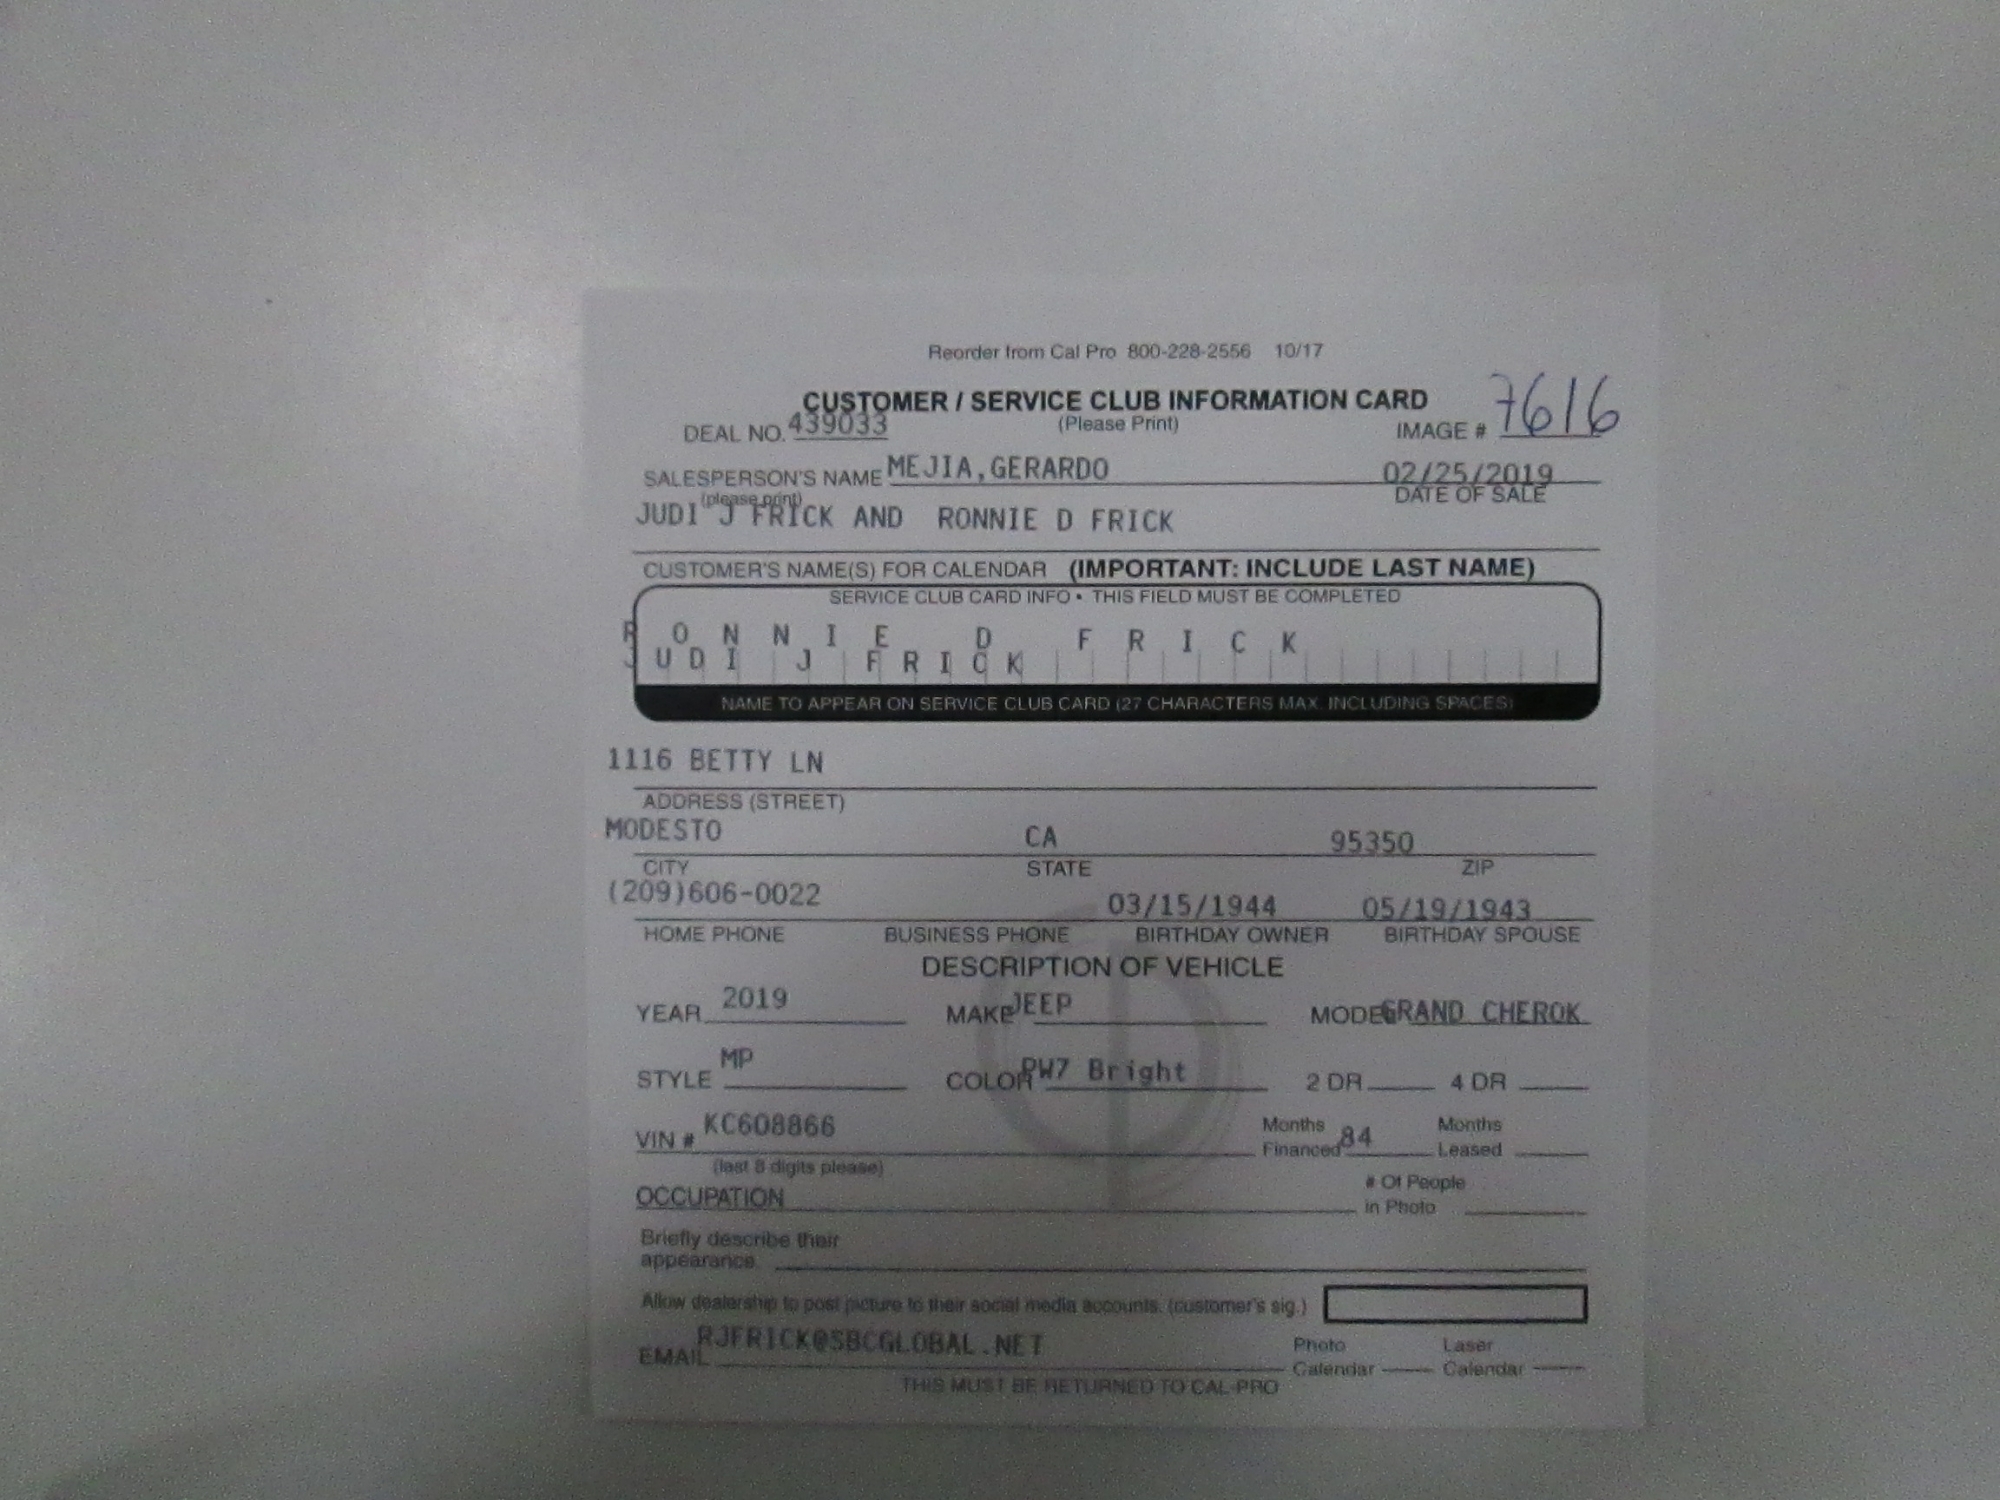 Reorder from Cal Pro 800-228-2556 10/17
CUSTOMER / SERVICE CLUB INFORMATION CARD
DEAL NO. 439033 (Please Print) IMAGE # 7616
SALESPERSON'S NAME MEJIA,GERARDO 02/25/2019
(please print) DATE OF SALE
JUDI J FRICK AND RONNIE D FRICK
CUSTOMER'S NAME(S) FOR CALENDAR (IMPORTANT: INCLUDE LAST NAME)
SERVICE CLUB CARD INFO • THIS FIELD MUST BE COMPLETED
R O N N I E D F R I C K
J U D I J F R I C K
NAME TO APPEAR ON SERVICE CLUB CARD (27 CHARACTERS MAX. INCLUDING SPACES)
1116 BETTY LN
ADDRESS (STREET)
MODESTO CA 95350
CITY STATE ZIP
(209)606-0022 03/15/1944 05/19/1943
HOME PHONE BUSINESS PHONE BIRTHDAY OWNER BIRTHDAY SPOUSE
DESCRIPTION OF VEHICLE
YEAR 2019 MAKE JEEP MODEL GRAND CHEROK
STYLE MP COLOR PW7 Bright 2 DR 4 DR
VIN # KC608866 Months Financed 84 Months Leased
(last 8 digits please)
OCCUPATION # Of People in Photo
Briefly describe their
appearance.
Allow dealership to post picture to their social media accounts. (customer's sig.)
EMAIL RJFRICK@SBCGLOBAL.NET Photo Calendar Laser Calendar
THIS MUST BE RETURNED TO CAL-PRO